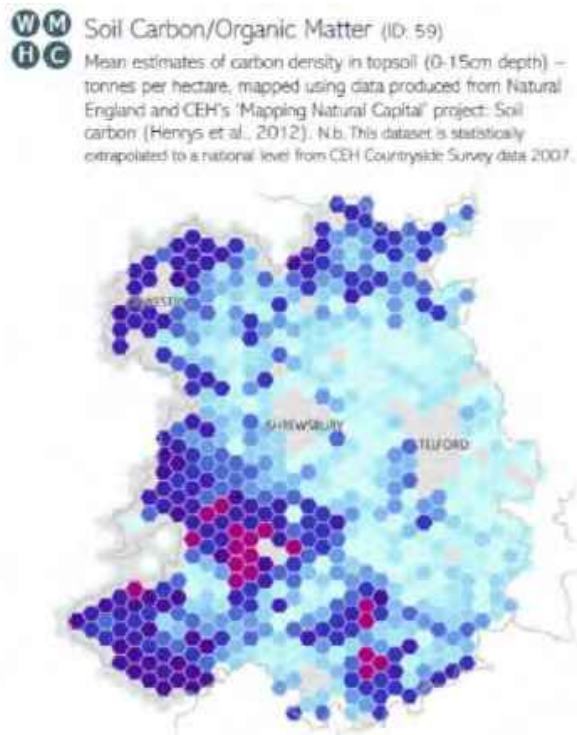 W M
H C
Soil Carbon/Organic Matter (ID: 59)
Mean estimates of carbon density in topsoil (0-15cm depth) –
tonnes per hectare, mapped using data produced from Natural
England and CEH's 'Mapping Natural Capital' project: Soil
carbon (Henrys et al., 2012). N.b. This dataset is statistically
extrapolated to a national level from CEH Countryside Survey data 2007.
SHREWSBURY
TELFORD